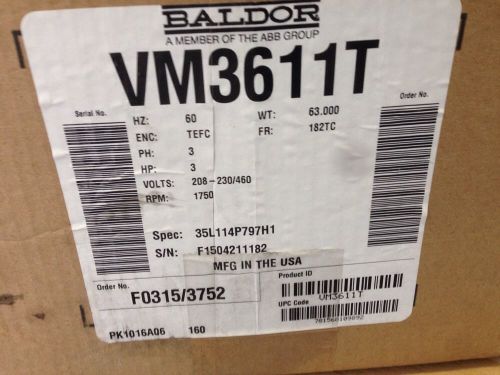 BALDOR
A MEMBER OF THE ABB GROUP
VM3611T
Serial No.
Order No.
HZ: 60 WT: 63.000
ENC: TEFC FR: 182TC
PH: 3
HP: 3
VOLTS: 208-230/460
RPM: 1750
Spec: 35L114P797H1
S/N: F1504211182
MFG IN THE USA
Order No.
F0315/3752
Product ID
VM3611T
UPC Code
781568109892
PK1016A06 160